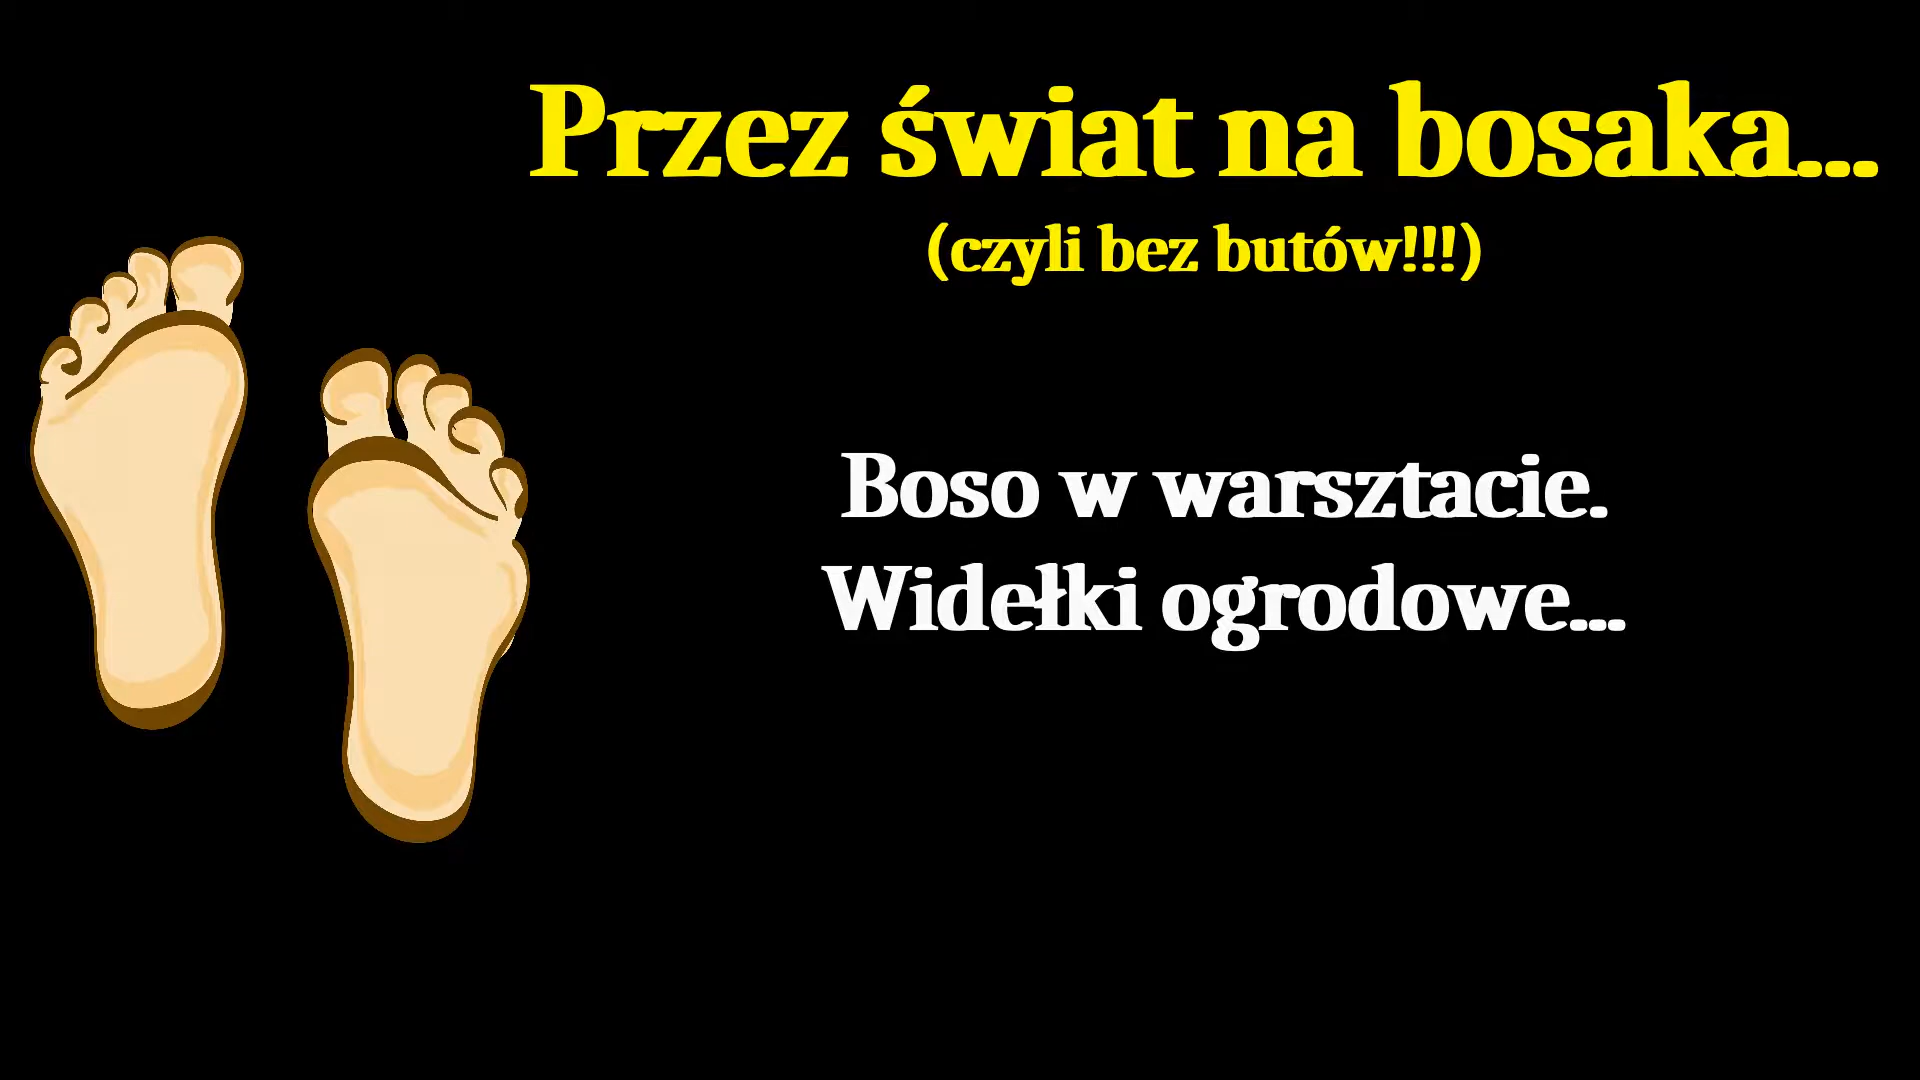 Przez świat na bosaka...
(czyli bez butów!!!)
Boso w warsztacie.
Widełki ogrodowe...